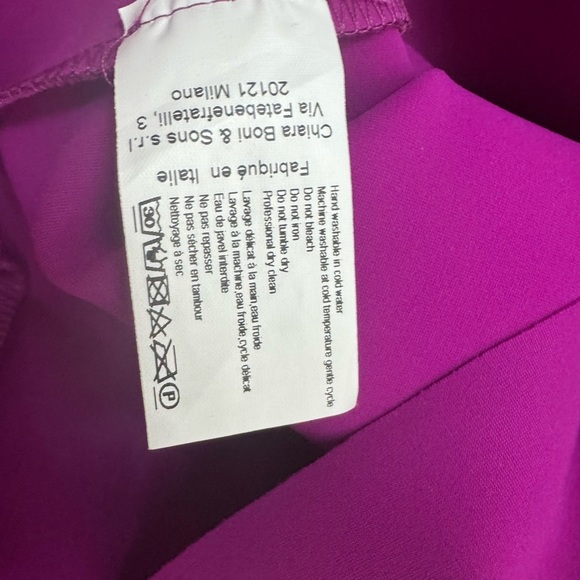 Chiara Boni & Sons s.r.l
Via Fatebenefratelli, 3
20121 Milano
Fabriqué en Italie
Hand washable in cold water
Machine washable at cold temperature gentle cycle
Do not bleach
Do not iron
Do not tumble dry
Professional dry clean
Lavage délicat à la main,eau froide
Lavage à la machine,eau froide,cycle délicat
Eau de javel interdite
Ne pas repasser
Ne pas sécher en tambour
Nettoyage à sec
30
P